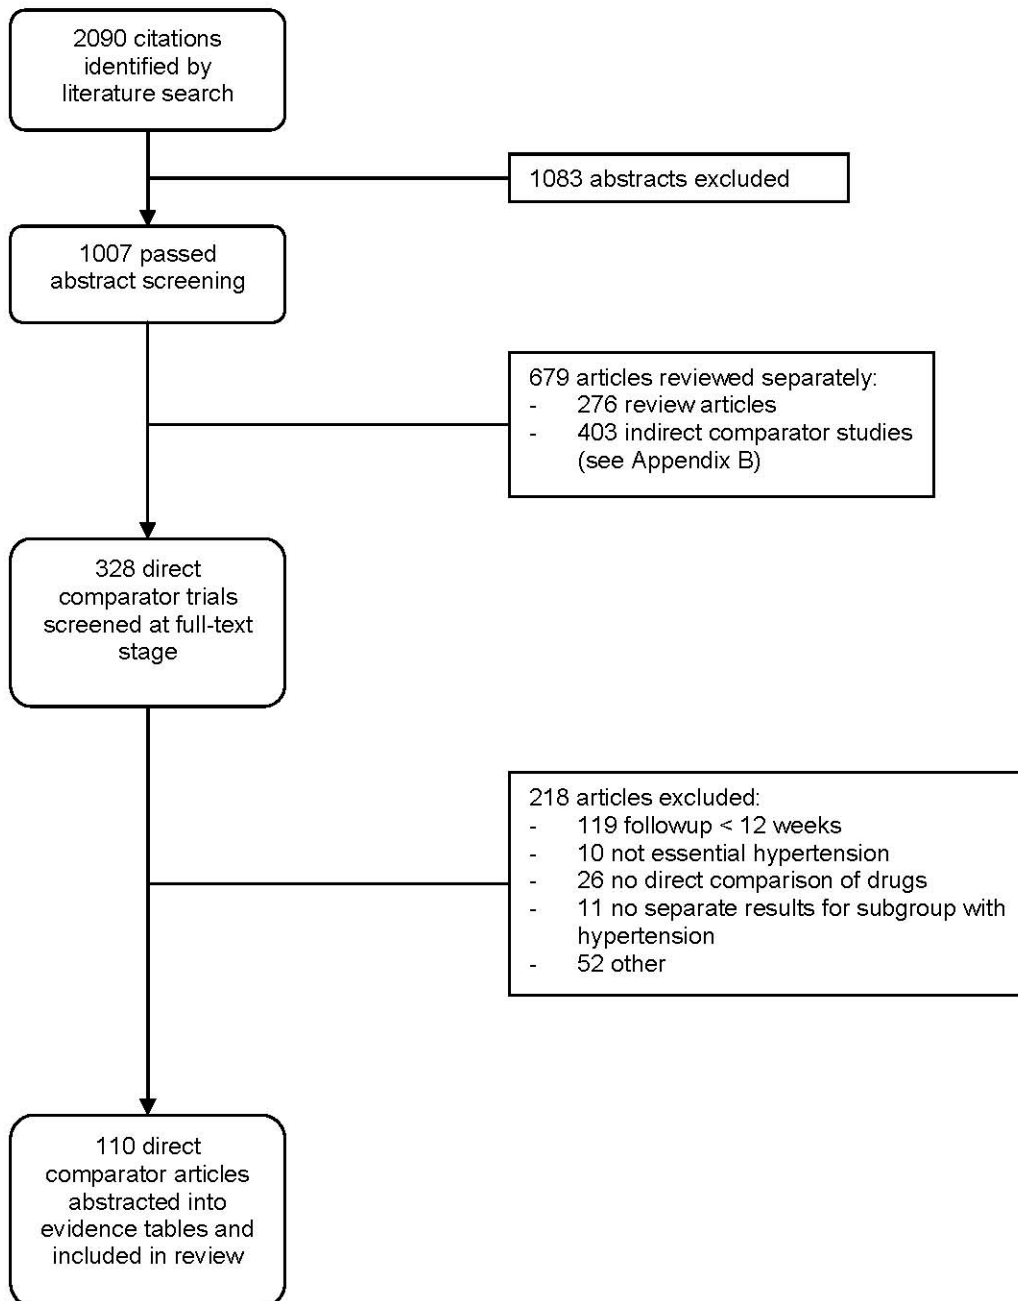 2090 citations
identified by
literature search
1083 abstracts excluded
1007 passed
abstract screening
679 articles reviewed separately:
- 276 review articles
- 403 indirect comparator studies
(see Appendix B)
328 direct
comparator trials
screened at full-text
stage
218 articles excluded:
- 119 followup < 12 weeks
- 10 not essential hypertension
- 26 no direct comparison of drugs
- 11 no separate results for subgroup with
hypertension
- 52 other
110 direct
comparator articles
abstracted into
evidence tables and
included in review